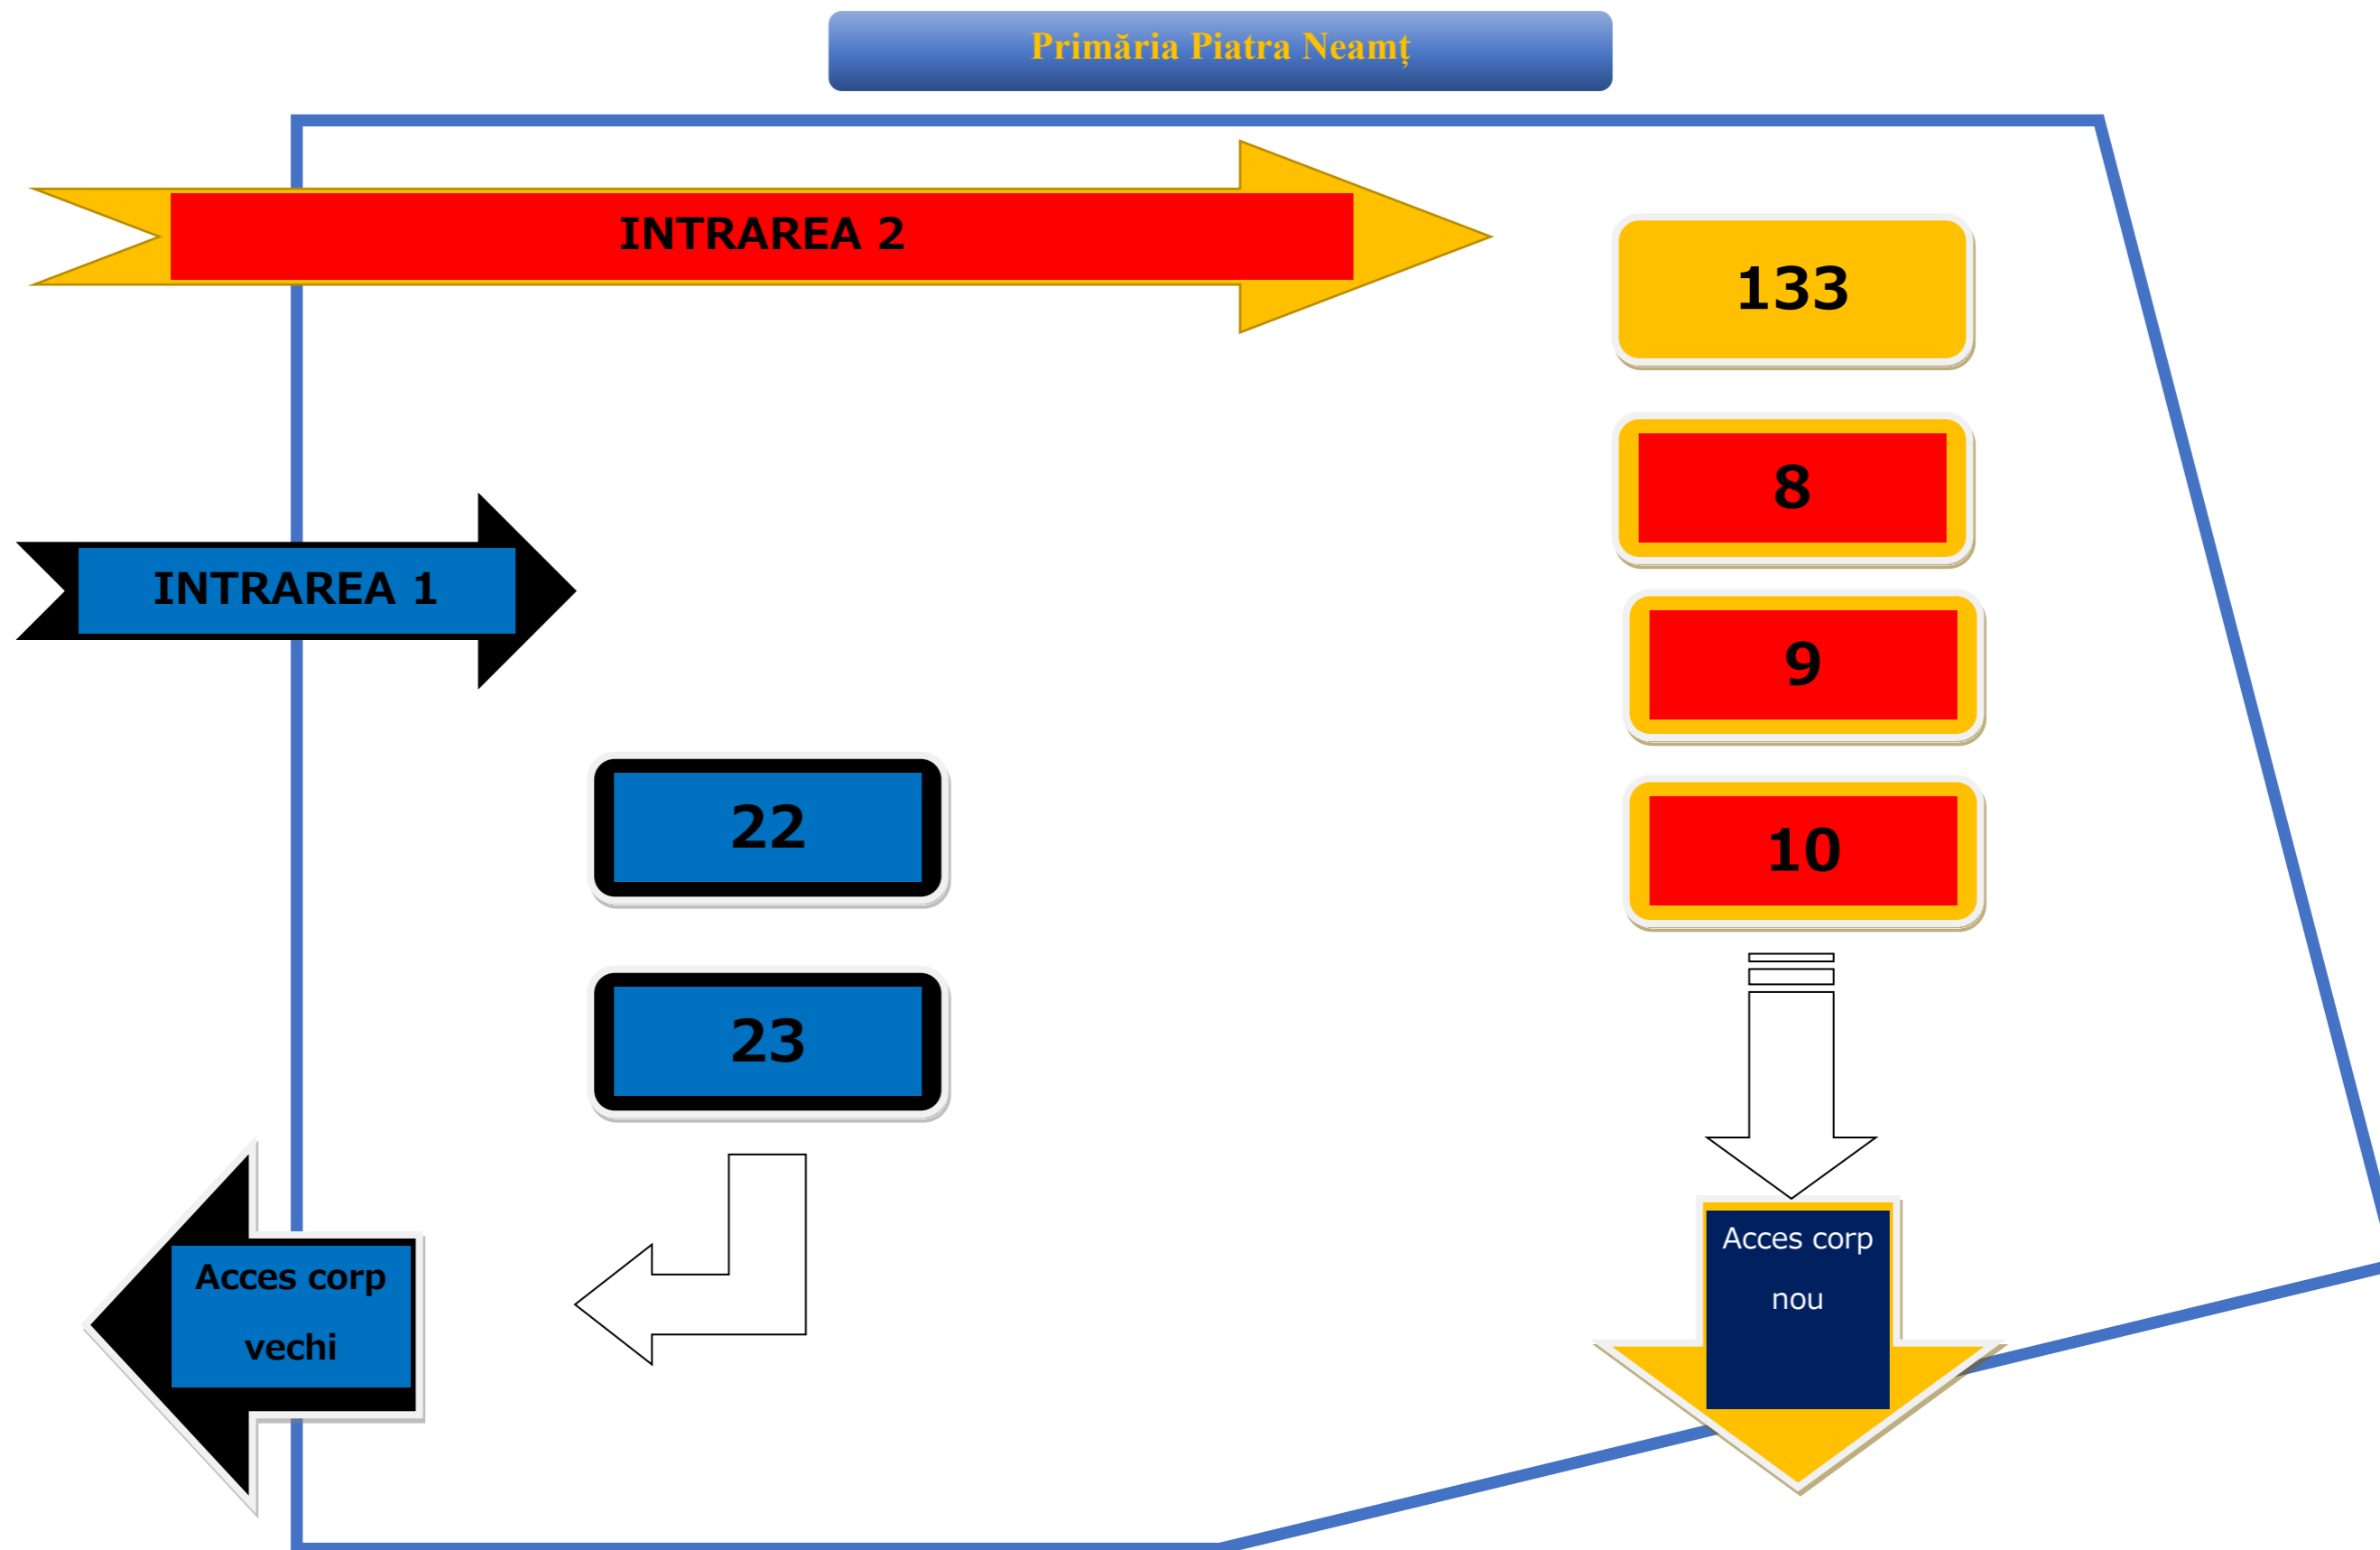 Primăria Piatra Neamț
INTRAREA 2
133
8
INTRAREA 1
9
22
10
23
Acces corp
vechi
Acces corp
nou